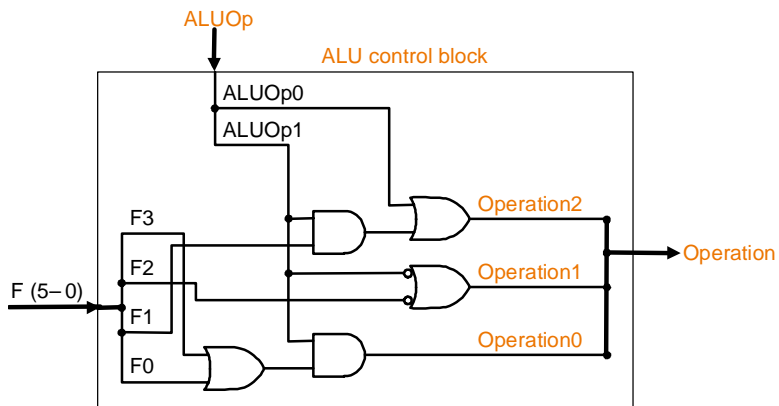 ALUOp
ALU control block
ALUOp0
ALUOp1
F3
Operation2
F2
Operation1
Operation
F (5–0)
F1
Operation0
F0